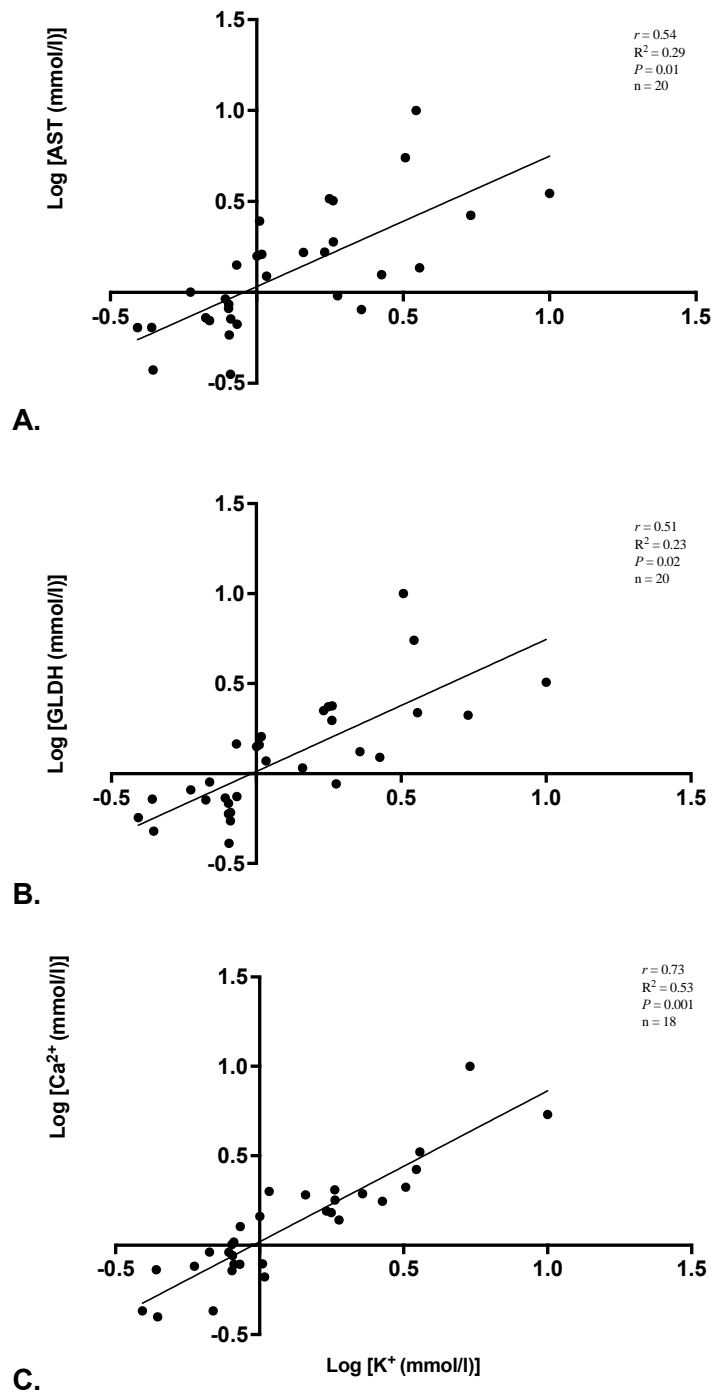 Log [AST (mmol/l)]
r = 0.54
R² = 0.29
P = 0.01
n = 20
1.5
1.0
0.5
-0.5
0.5
1.0
1.5
-0.5
A.
Log [GLDH (mmol/l)]
r = 0.51
R² = 0.23
P = 0.02
n = 20
1.5
1.0
0.5
-0.5
0.5
1.0
1.5
-0.5
B.
Log [Ca²⁺ (mmol/l)]
r = 0.73
R² = 0.53
P = 0.001
n = 18
1.5
1.0
0.5
-0.5
0.5
1.0
1.5
-0.5
Log [K⁺ (mmol/l)]
C.